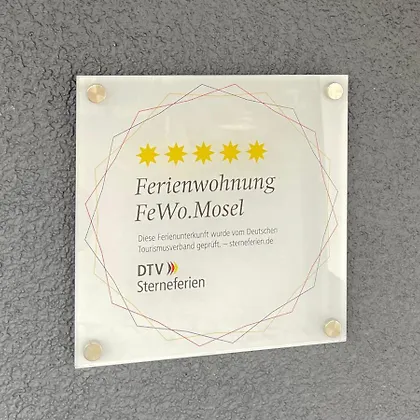 Ferienwohnung
FeWo.Mosel
Diese Ferienunterkunft wurde vom Deutschen
Tourismusverband geprüft. – sterneferien.de
DTV
Sterneferien